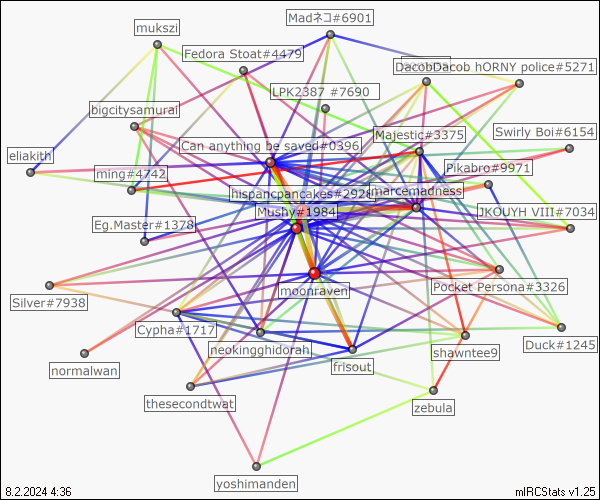 Madネコ#6901
mukszi
Fedora Stoat#4479
DacobDacob hORNY police#5271
LPK2387 #7690
bigcitysamurai
Majestic#3375
Swirly Boi#6154
Can anything be saved#0396
eliakith
ming#4742
Pikabro#9971
hispancpancakes#2928
marcemadness
Mushy#1984
JKOUYH VIII#7034
Eg.Master#1378
moonraven
Pocket Persona#3326
Silver#7938
Cypha#1717
neokingghidorah
shawntee9
Duck#1245
normalwan
frisout
thesecondtwat
zebula
yoshimanden
8.2.2024 4:36
mIRCStats v1.25